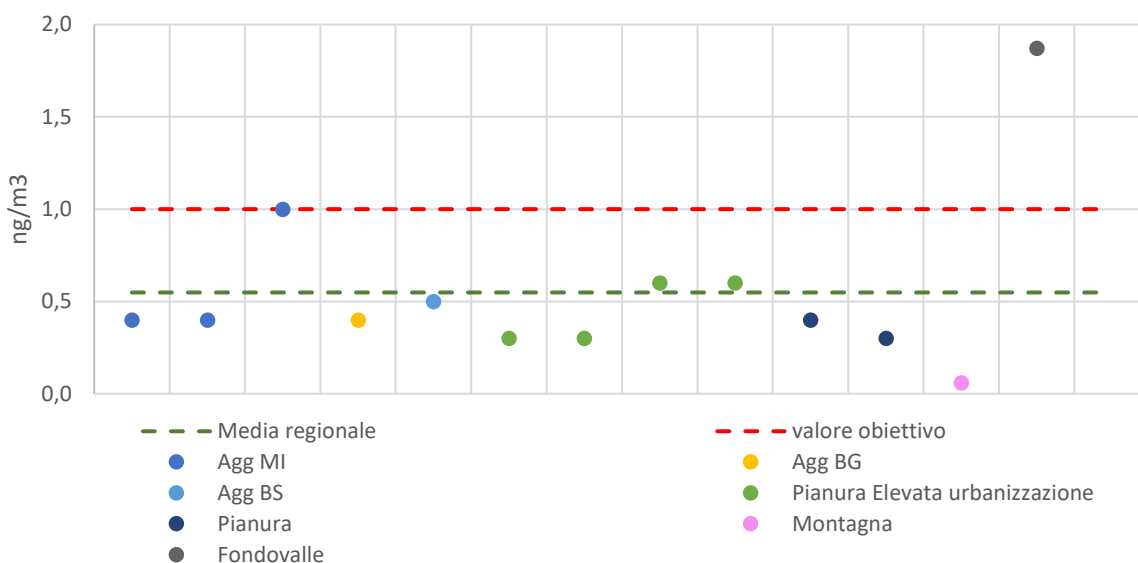 2,0
1,5
1,0
0,5
0,0
ng/m3
Media regionale
valore obiettivo
Agg MI
Agg BG
Agg BS
Pianura Elevata urbanizzazione
Pianura
Montagna
Fondovalle